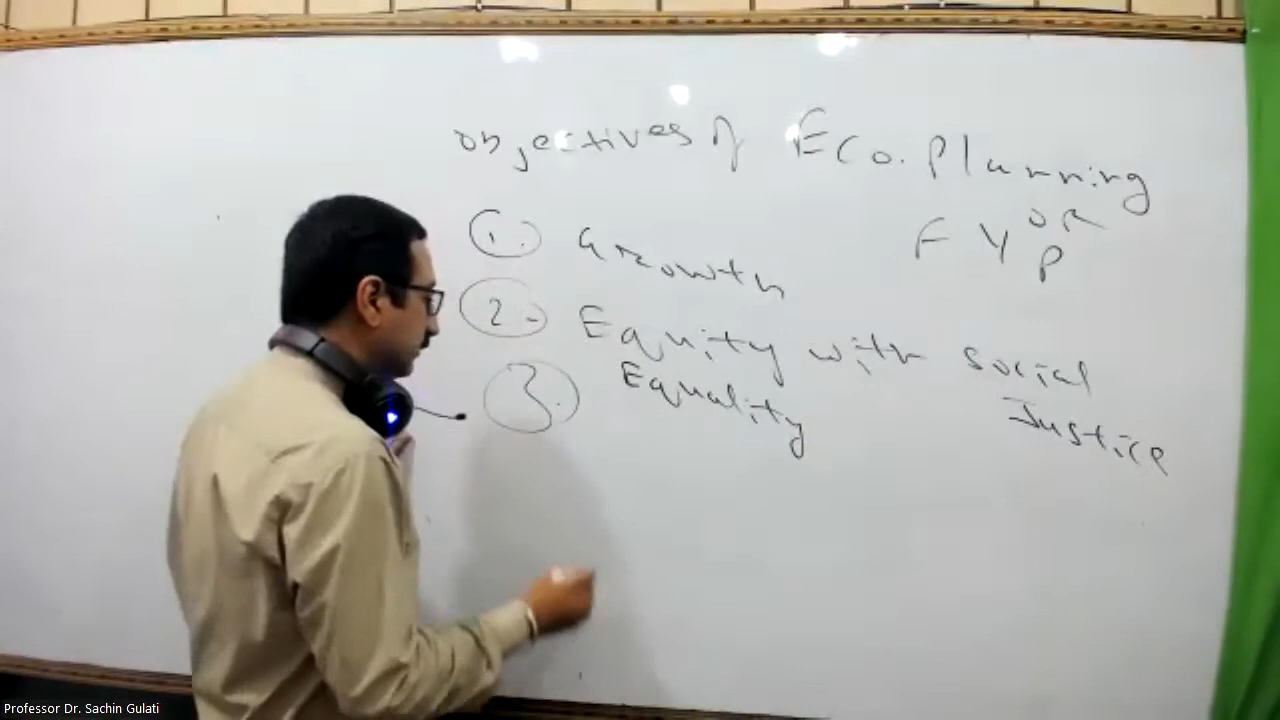 Objectives of Eco. Planning
OR
FYP
1. Growth
2. Equity with Social
Justice
3. Equality
Professor Dr. Sachin Gulati